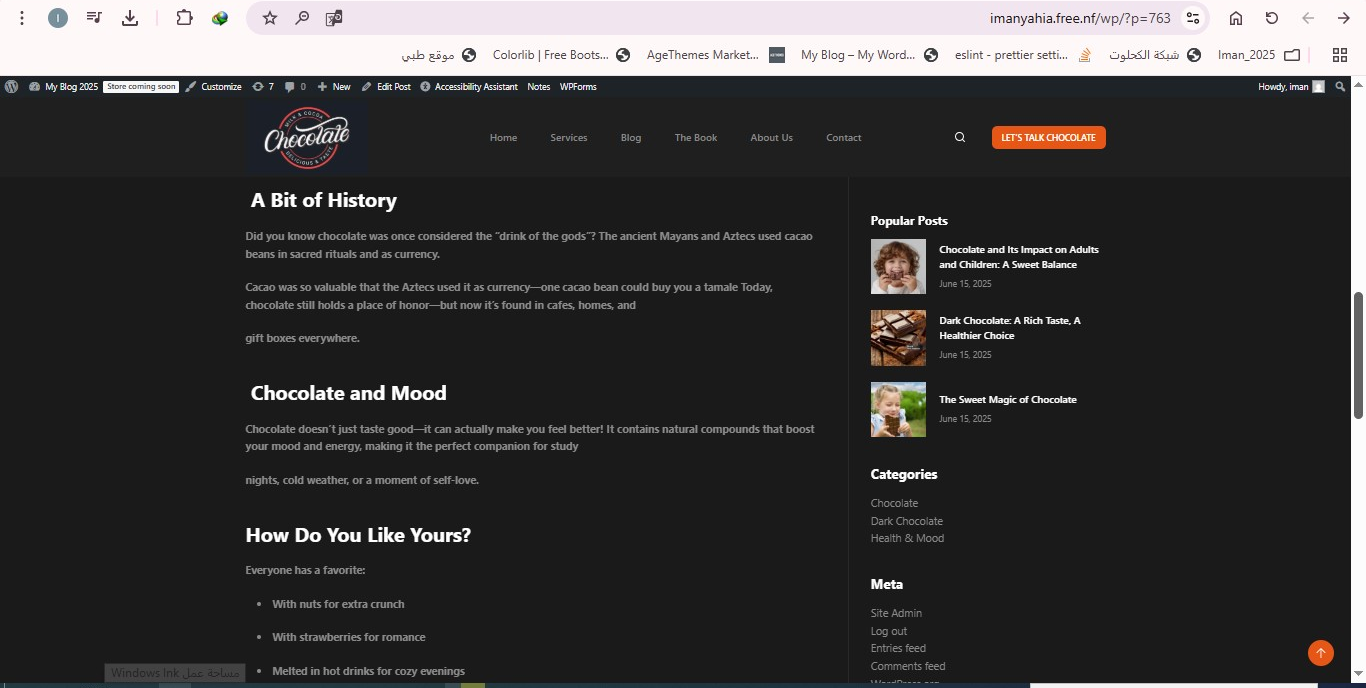 imanyahia.free.nf/wp/?p=763
موقع طبي
Colorlib | Free Boots...
AgeThemes Market...
My Blog – My Wor...
eslint - prettier setti...
شبكة الكحلوت
Iman_2025
My Blog 2025
Store coming soon
Customize
7
0
New
Edit Post
Accessibility Assistant
Notes
WPForms
Howdy, iman
MILK & COCOA
Chocolate
DELICIOUS & TASTE
Home
Services
Blog
The Book
About Us
Contact
LET'S TALK CHOCOLATE
A Bit of History
Did you know chocolate was once considered the “drink of the gods”? The ancient Mayans and Aztecs used cacao
beans in sacred rituals and as currency.
Cacao was so valuable that the Aztecs used it as currency—one cacao bean could buy you a tamale Today,
chocolate still holds a place of honor—but now it’s found in cafes, homes, and
gift boxes everywhere.
Chocolate and Mood
Chocolate doesn’t just taste good—it can actually make you feel better! It contains natural compounds that boost
your mood and energy, making it the perfect companion for study
nights, cold weather, or a moment of self-love.
How Do You Like Yours?
Everyone has a favorite:
• With nuts for extra crunch
• With strawberries for romance
• Melted in hot drinks for cozy evenings
Popular Posts
Chocolate and Its Impact on Adults
and Children: A Sweet Balance
June 15, 2025
Dark Chocolate: A Rich Taste, A
Healthier Choice
June 15, 2025
The Sweet Magic of Chocolate
June 15, 2025
Categories
Chocolate
Dark Chocolate
Health & Mood
Meta
Site Admin
Log out
Entries feed
Comments feed
WordPress.org
مساحة عمل Windows Ink